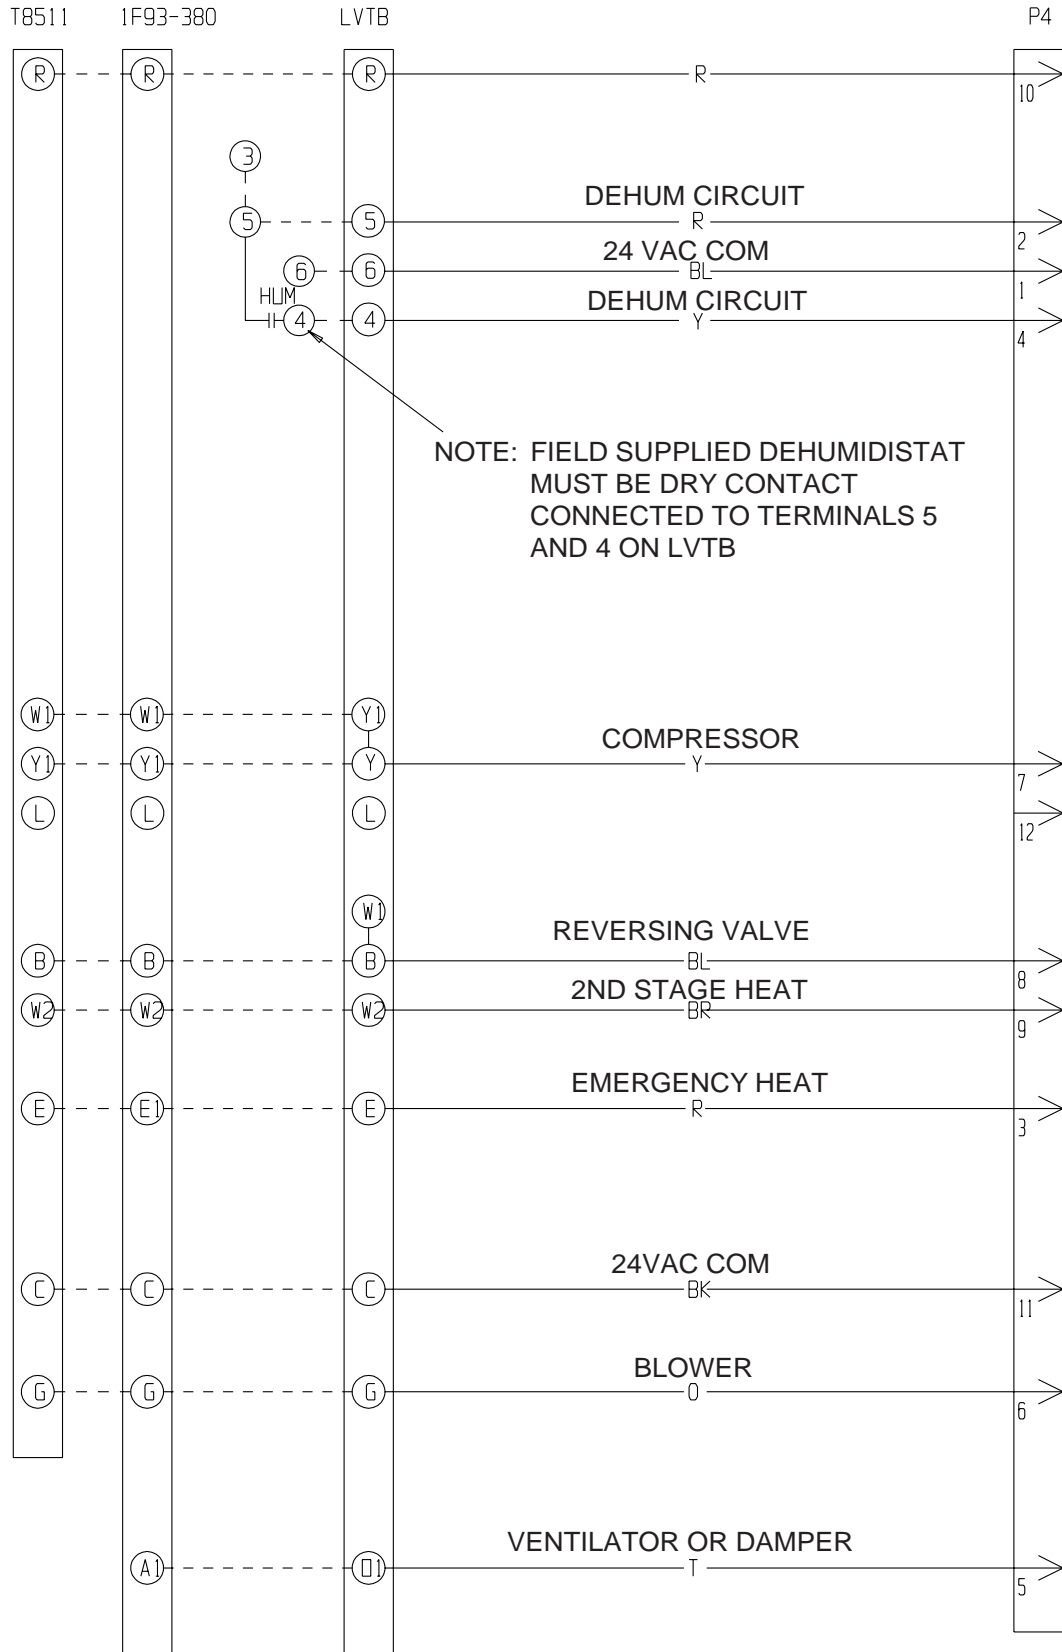 T8511 1F93-380 LVTB P4
R R R R
10
3
DEHUM CIRCUIT
5 5 R
2
24 VAC COM
6 6 BL
1
HUM DEHUM CIRCUIT
4 4 Y
4
NOTE: FIELD SUPPLIED DEHUMIDISTAT
MUST BE DRY CONTACT
CONNECTED TO TERMINALS 5
AND 4 ON LVTB
W1 W1 Y1
COMPRESSOR
Y1 Y1 Y Y
7
L L L
12
W1
REVERSING VALVE
B B B BL
8
2ND STAGE HEAT
W2 W2 W2 BR
9
EMERGENCY HEAT
E E1 E R
3
24VAC COM
C C C BK
11
BLOWER
G G G O
6
VENTILATOR OR DAMPER
A1 O1 T
5